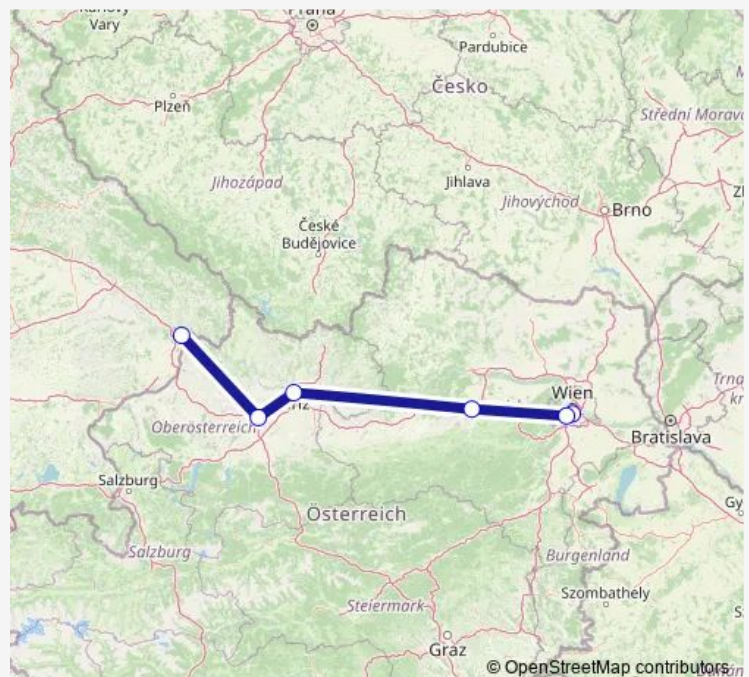 Karlovy
Vary
Praha
Pardubice
Česko
Plzeň
Střední Morava
Jihlava
Jihozápad
Jihovýchod
Brno
České
Budějovice
Wien
Oberösterreich
Bratislava
Salzburg
Österreich
Salzburg
Burgenland
Szombathely
Steiermark
Graz
© OpenStreetMap contributors